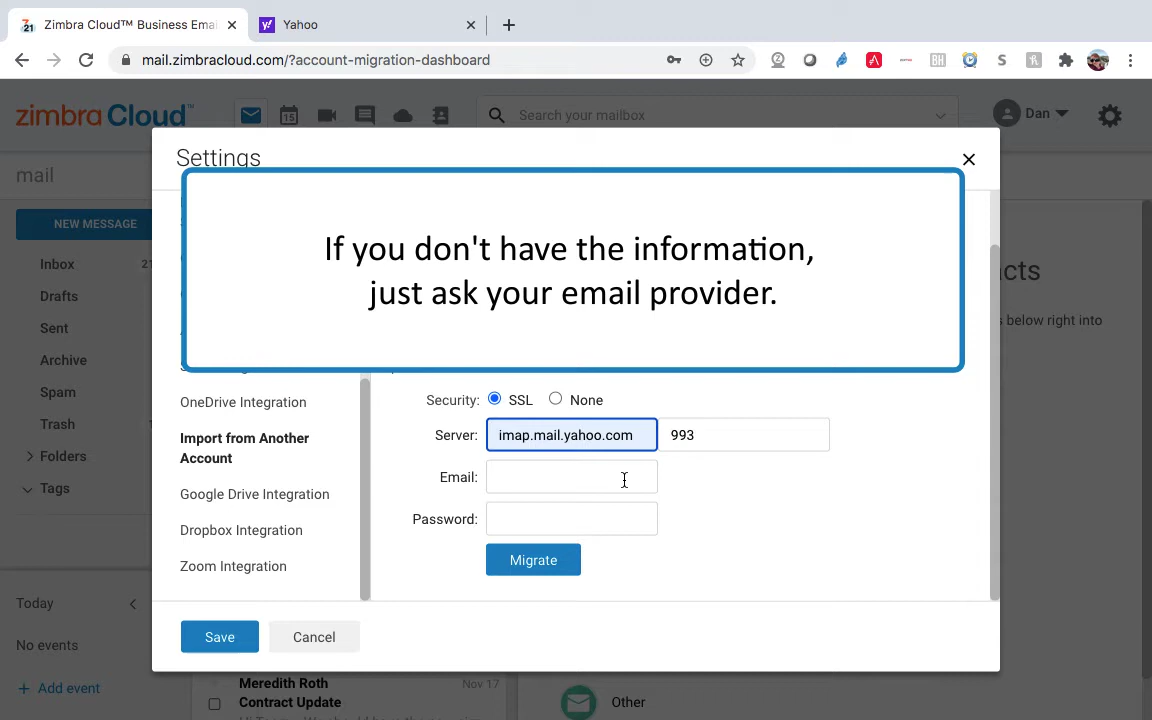 Zimbra Cloud™ Business Emai
Yahoo
mail.zimbracloud.com/?account-migration-dashboard
zimbra Cloud™
15
Search your mailbox
Dan
mail
NEW MESSAGE
Inbox 21
Drafts
Sent
Archive
Spam
Trash
Folders
Tags
Today
No events
+ Add event
Settings
If you don't have the information,
just ask your email provider.
OneDrive Integration
Import from Another
Account
Google Drive Integration
Dropbox Integration
Zoom Integration
Security: SSL None
Server: imap.mail.yahoo.com 993
Email:
Password:
Migrate
Save Cancel
cts
s below right into
Meredith Roth Nov 17
Contract Update
Other